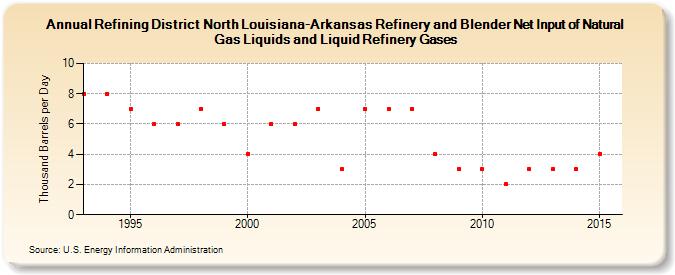 Annual Refining District North Louisiana-Arkansas Refinery and Blender Net Input of Natural
Gas Liquids and Liquid Refinery Gases
Thousand Barrels per Day
10
8
6
4
2
0
1995
2000
2005
2010
2015
Source: U.S. Energy Information Administration